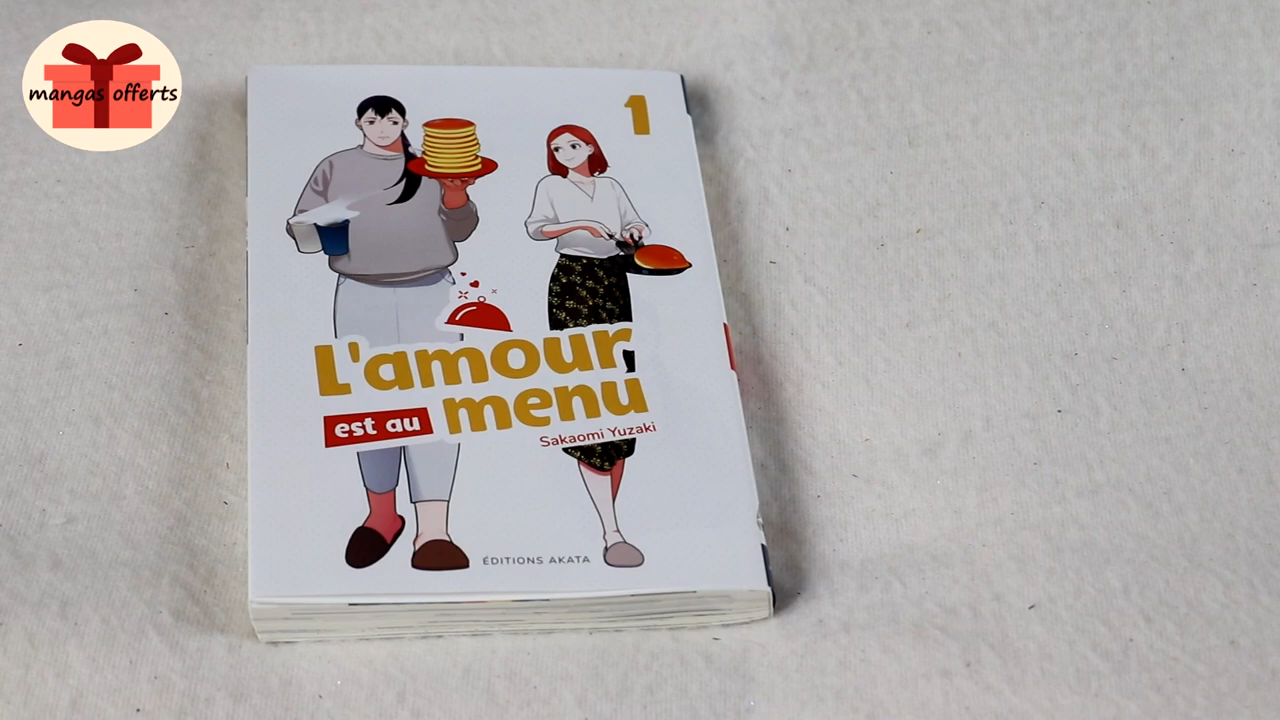 mangas offerts
1
L'amour
est au menu
Sakaomi Yuzaki
ÉDITIONS AKATA